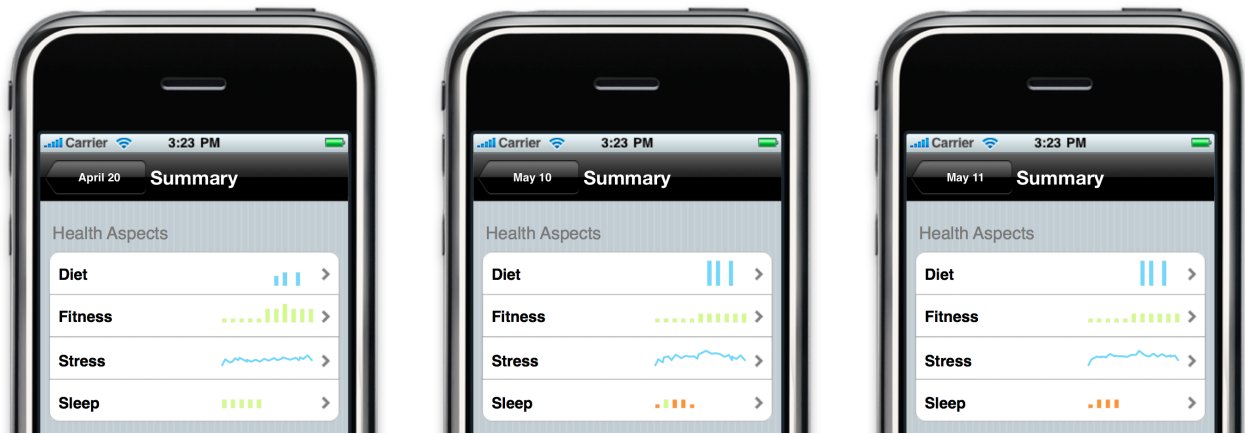 Carrier 3:23 PM
April 20 Summary
Health Aspects
Diet
Fitness
Stress
Sleep
Carrier 3:23 PM
May 10 Summary
Health Aspects
Diet
Fitness
Stress
Sleep
Carrier 3:23 PM
May 11 Summary
Health Aspects
Diet
Fitness
Stress
Sleep